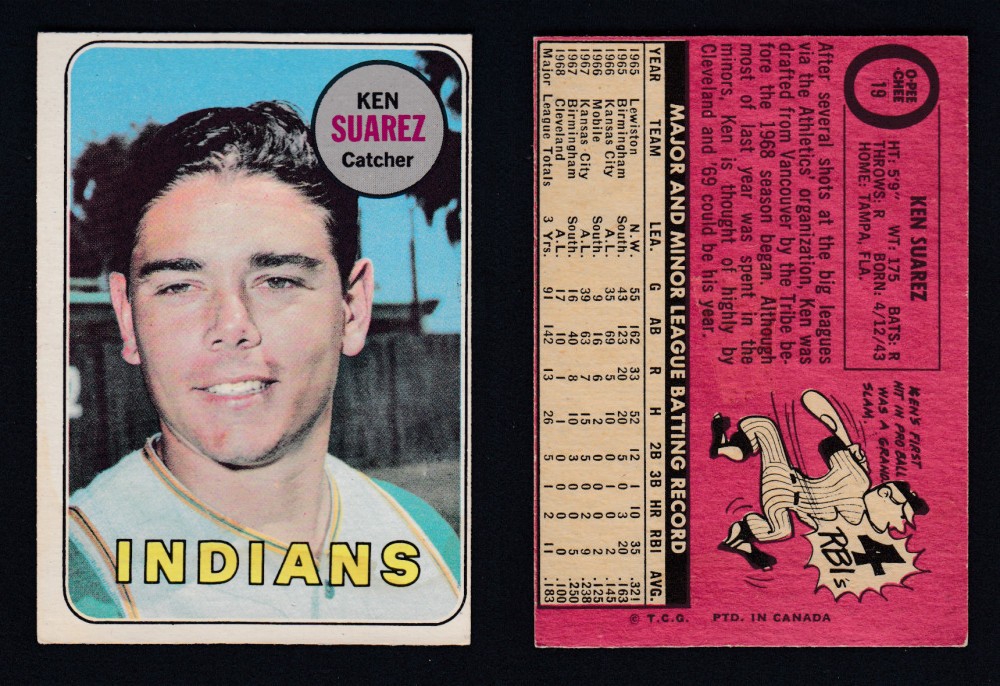 KEN
SUAREZ
Catcher
INDIANS
O-PEE
-CHEE
19
KEN SUAREZ
HT: 5'9" WT: 175 BATS: R
THROWS: R BORN: 4/12/43
HOME: TAMPA, FLA.
After several shots at the big leagues
via the Athletics' organization, Ken was
drafted from Vancouver by the Tribe be-
fore the 1968 season began. Although
most of last year was spent in the
minors, Ken is thought of highly by
Cleveland and '69 could be his year.
KEN'S FIRST
HIT IN PRO BALL
WAS A GRAND
SLAM.
4
RBIs
MAJOR AND MINOR LEAGUE BATTING RECORD
YEAR TEAM LEA. G AB R H 2B 3B HR RBI AVG.
1965 Lewiston N.W. 55 162 33 52 12 1 10 35 .321
1965 Birmingham South. 43 123 20 20 5 0 3 20 .163
1966 Kansas City A.L. 35 69 5 10 0 1 0 2 .145
1966 Mobile South. 9 16 6 2 0 0 0 2 .125
1967 Kansas City A.L. 39 63 7 15 5 0 2 9 .238
1967 Birmingham South. 16 40 8 10 3 0 0 5 .250
1968 Cleveland A.L. 17 10 1 1 0 0 0 0 .100
Major League Totals 3 Yrs. 91 142 13 26 5 1 2 11 .183
© T.C.G. PTD. IN CANADA